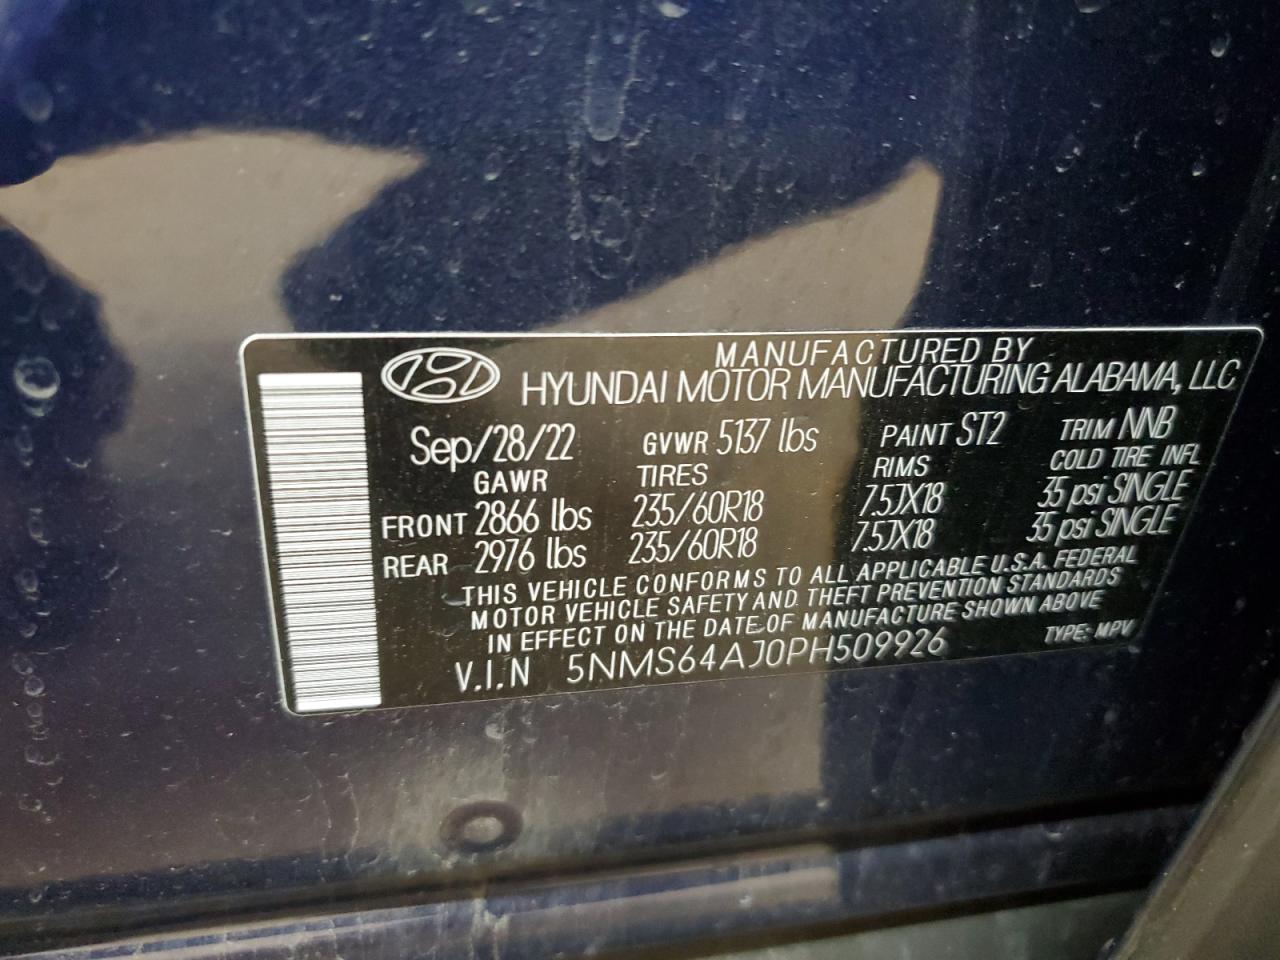 MANUFACTURED BY
HYUNDAI MOTOR MANUFACTURING ALABAMA, LLC
Sep/28/22 GVWR 5137 lbs PAINT ST2 TRIM NNB
GAWR TIRES RIMS COLD TIRE INFL
FRONT 2866 lbs 235/60R18 7.5JX18 35 psi SINGLE
REAR 2976 lbs 235/60R18 7.5JX18 35 psi SINGLE
THIS VEHICLE CONFORMS TO ALL APPLICABLE U.S.A. FEDERAL
MOTOR VEHICLE SAFETY AND THEFT PREVENTION STANDARDS
IN EFFECT ON THE DATE OF MANUFACTURE SHOWN ABOVE
V.I.N 5NMS64AJ0PH509926 TYPE: MPV